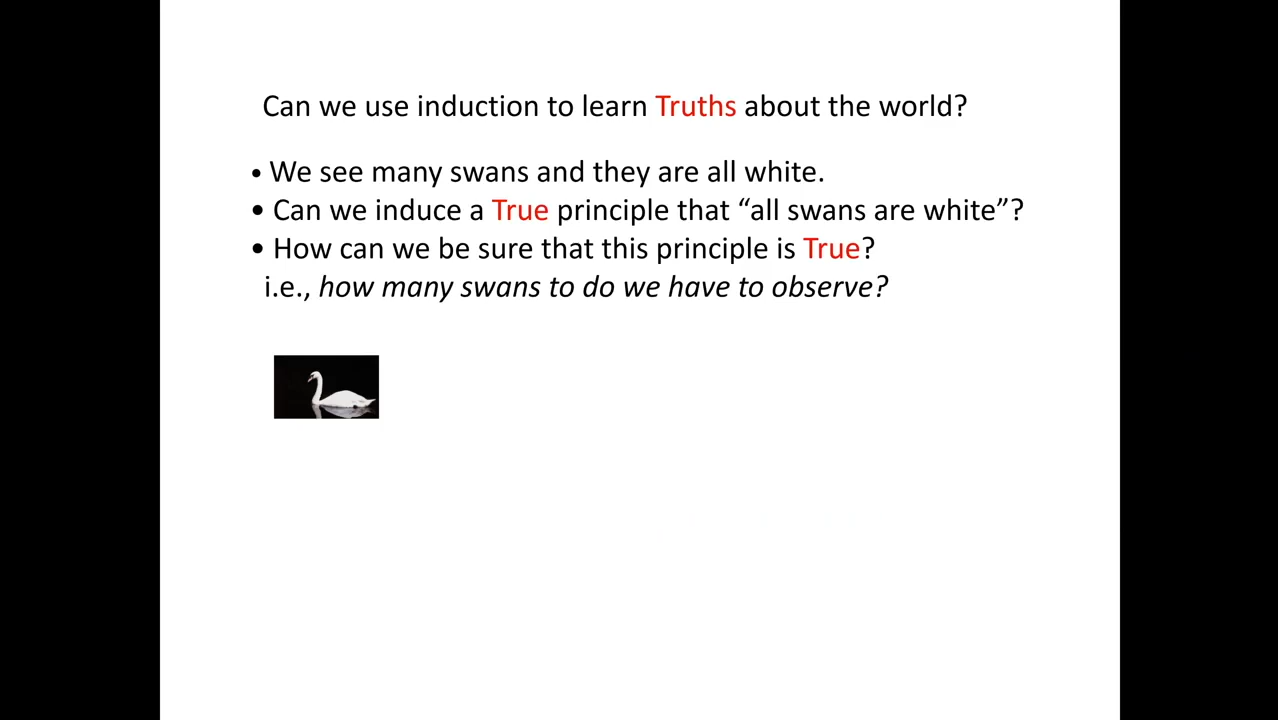 Can we use induction to learn Truths about the world?
• We see many swans and they are all white.
• Can we induce a True principle that “all swans are white”?
• How can we be sure that this principle is True?
i.e., how many swans to do we have to observe?